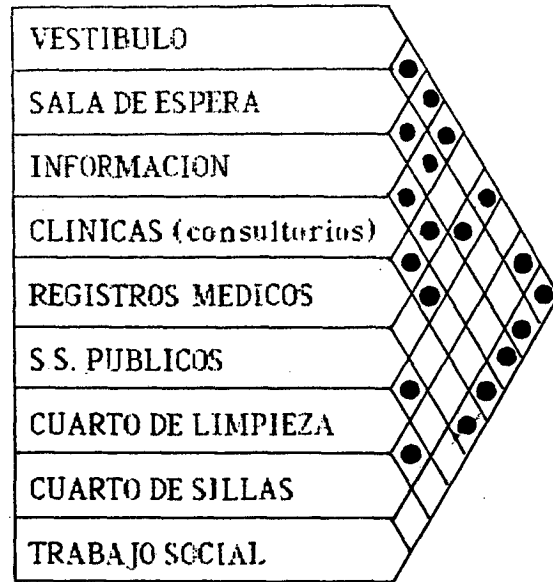 VESTIBULO
SALA DE ESPERA
INFORMACION
CLINICAS (consultorios)
REGISTROS MEDICOS
S.S. PUBLICOS
CUARTO DE LIMPIEZA
CUARTO DE SILLAS
TRABAJO SOCIAL